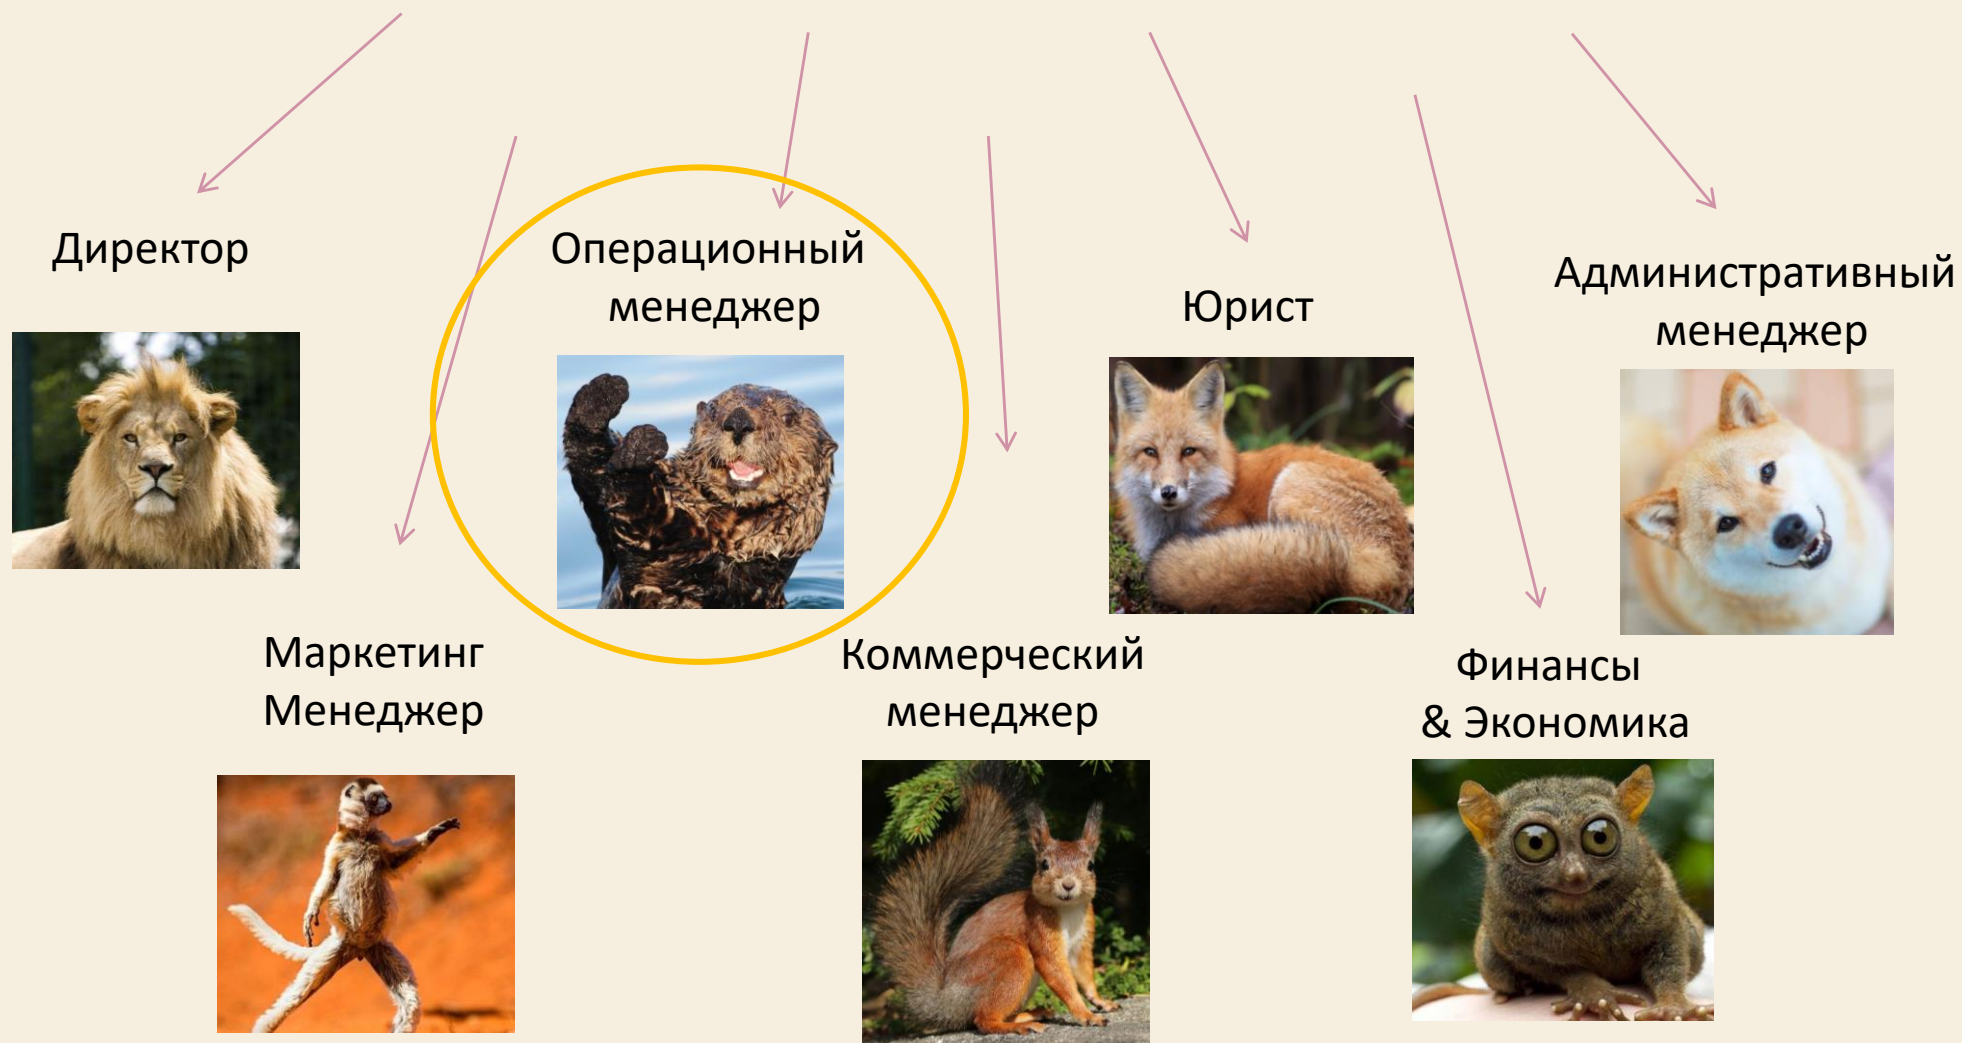 Директор
Операционный
менеджер
Юрист
Административный
менеджер
Маркетинг
Менеджер
Коммерческий
менеджер
Финансы
& Экономика